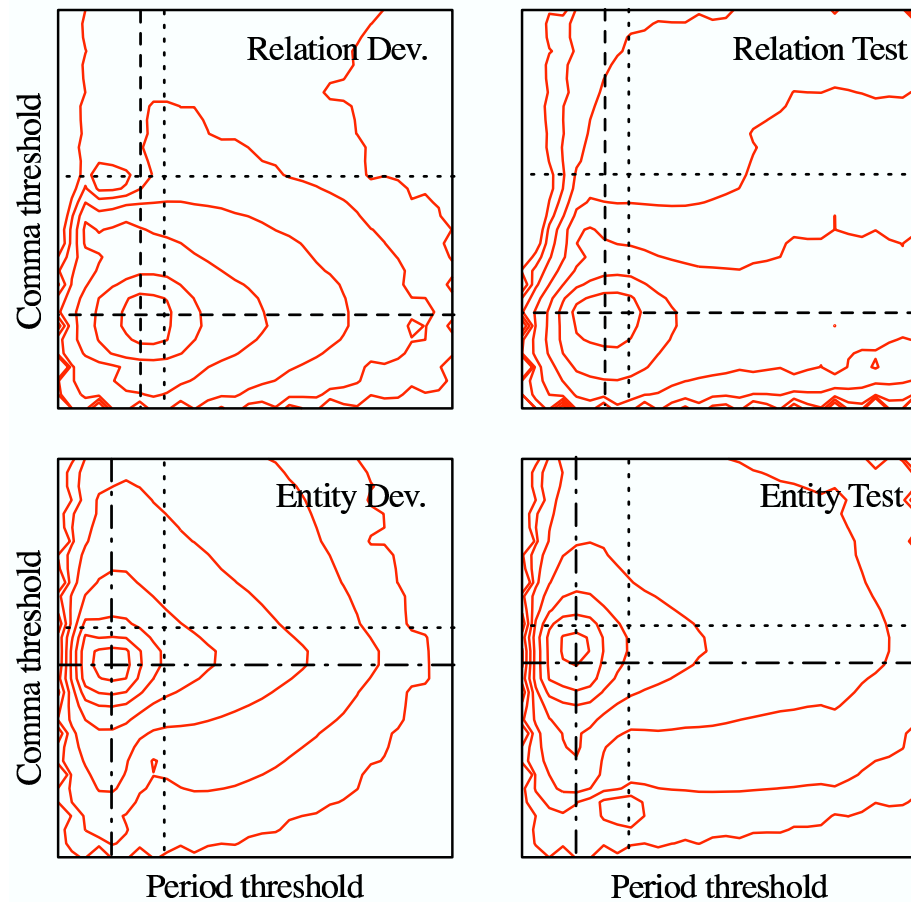 Relation Dev.
Relation Test
Comma threshold
Entity Dev.
Entity Test
Comma threshold
Period threshold
Period threshold